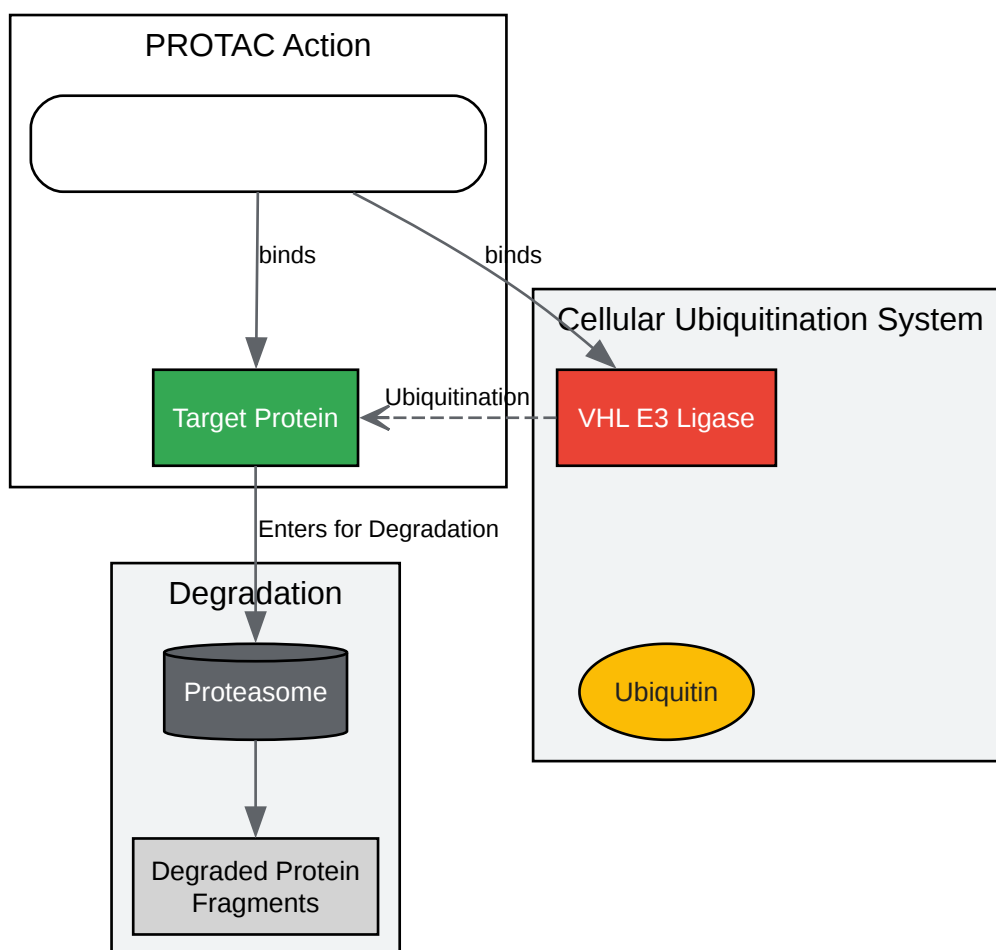 PROTAC Action
binds
binds
Cellular Ubiquitination System
Target Protein
Ubiquitination
VHL E3 Ligase
Enters for Degradation
Degradation
Proteasome
Ubiquitin
Degraded Protein
Fragments